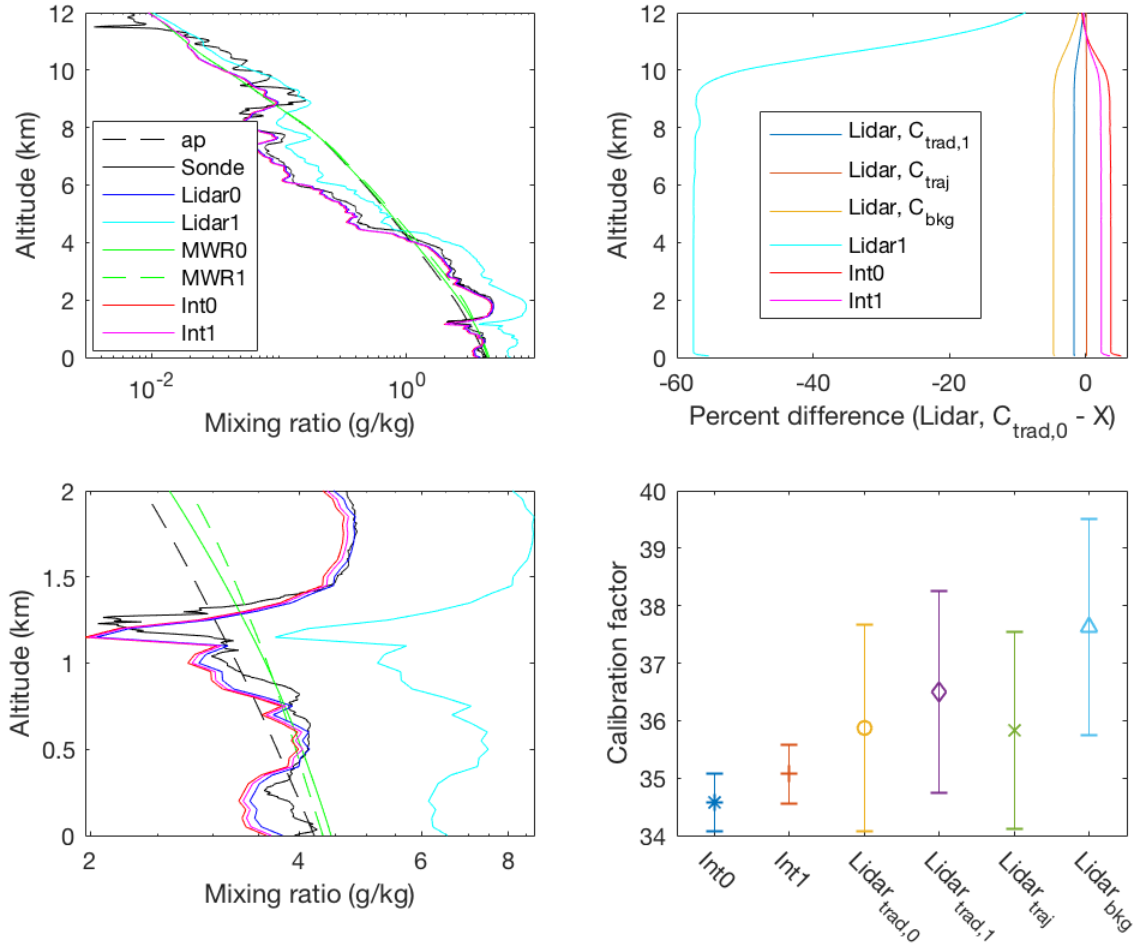 12
10
8
6
4
2
0
Altitude (km)
ap
Sonde
Lidar0
Lidar1
MWR0
MWR1
Int0
Int1
10^-2
10^0
Mixing ratio (g/kg)
12
10
8
6
4
2
0
Altitude (km)
Lidar, C_trad,1
Lidar, C_traj
Lidar, C_bkg
Lidar1
Int0
Int1
-60
-40
-20
0
Percent difference (Lidar, C_trad,0 - X)
2
1.5
1
0.5
0
Altitude (km)
2
4
6
8
Mixing ratio (g/kg)
40
39
38
37
36
35
34
Calibration factor
Int0
Int1
Lidar_trad,0
Lidar_trad,1
Lidar_traj
Lidar_bkg